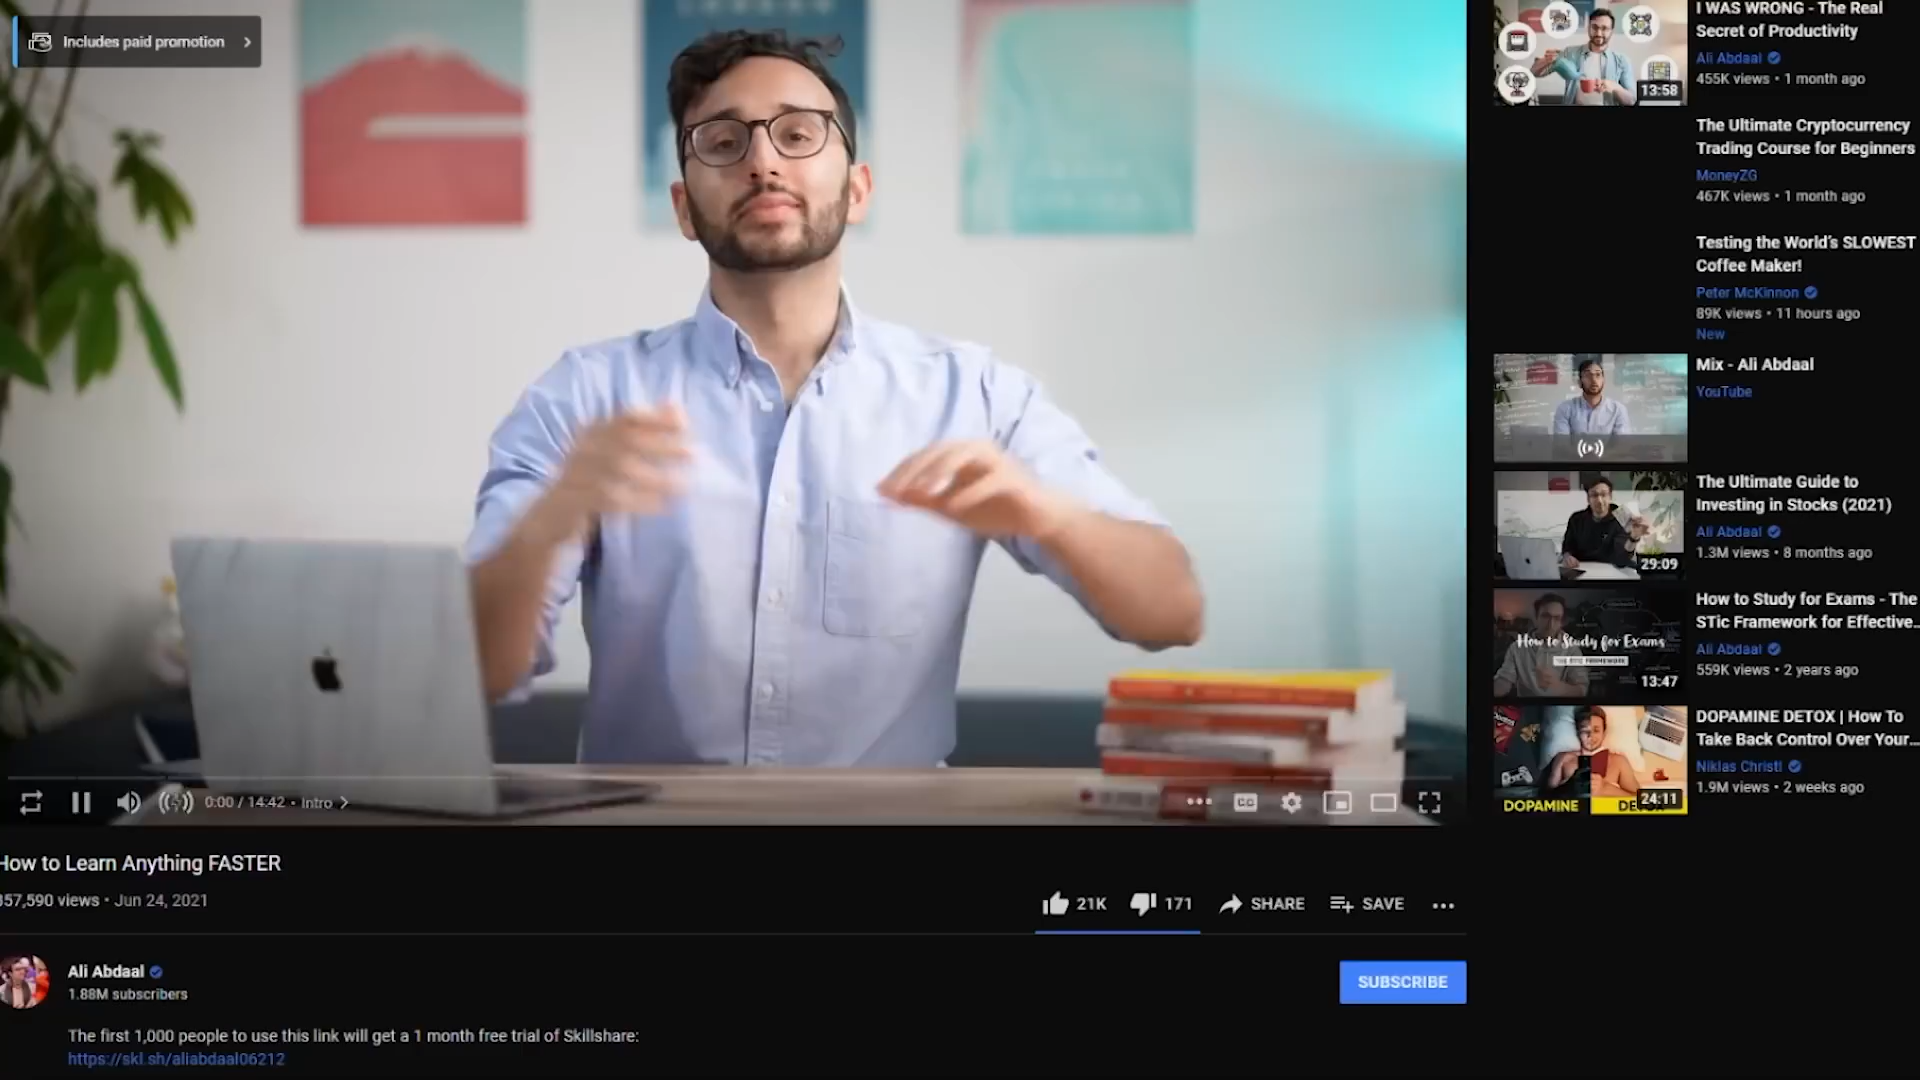 Includes paid promotion
0:00 / 14:42 • Intro
CC
How to Learn Anything FASTER
357,590 views • Jun 24, 2021
21K
171
SHARE
SAVE
Ali Abdaal
1.88M subscribers
SUBSCRIBE
The first 1,000 people to use this link will get a 1 month free trial of Skillshare:
https://skl.sh/aliabdaal06212
13:58
I WAS WRONG - The Real
Secret of Productivity
Ali Abdaal
455K views • 1 month ago
The Ultimate Cryptocurrency
Trading Course for Beginners
MoneyZG
467K views • 1 month ago
Testing the World's SLOWEST
Coffee Maker!
Peter McKinnon
89K views • 11 hours ago
New
Mix - Ali Abdaal
YouTube
29:09
The Ultimate Guide to
Investing in Stocks (2021)
Ali Abdaal
1.3M views • 8 months ago
How to Study for Exams
THE STIC FRAMEWORK
13:47
How to Study for Exams - The
STic Framework for Effective...
Ali Abdaal
559K views • 2 years ago
DOPAMINE
DETOX
24:11
DOPAMINE DETOX | How To
Take Back Control Over Your...
Niklas Christl
1.9M views • 2 weeks ago